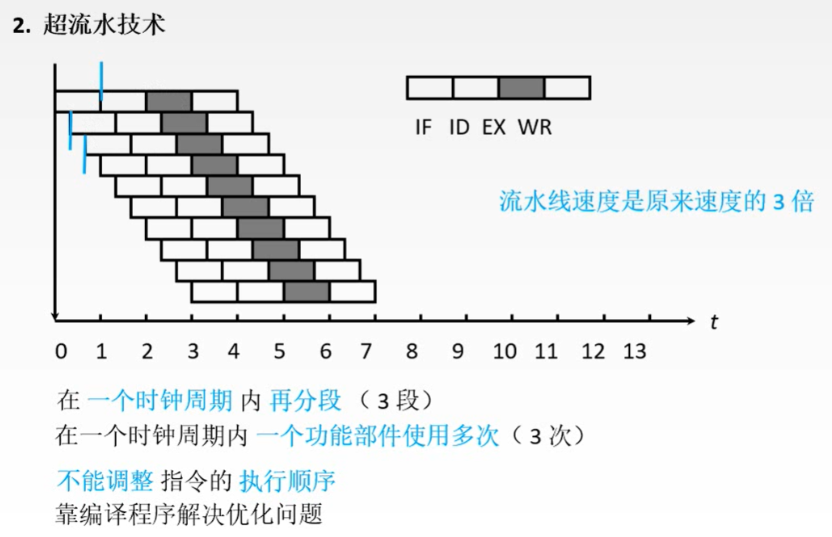 2. 超流水技术
IF ID EX WR
流水线速度是原来速度的 3 倍
t
0 1 2 3 4 5 6 7 8 9 10 11 12 13
在 一个时钟周期 内 再分段 （ 3 段）
在一个时钟周期内 一个功能部件使用多次（ 3 次）
不能调整 指令的 执行顺序
靠编译程序解决优化问题